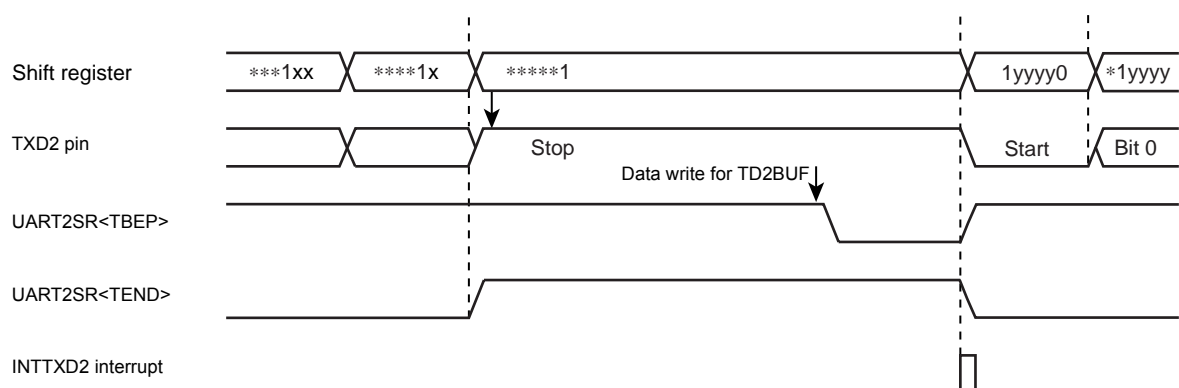 Shift register ***1xx ****1x *****1 1yyyy0 *1yyyy
TXD2 pin Stop Start Bit 0
Data write for TD2BUF
UART2SR<TBEP>
UART2SR<TEND>
INTTXD2 interrupt